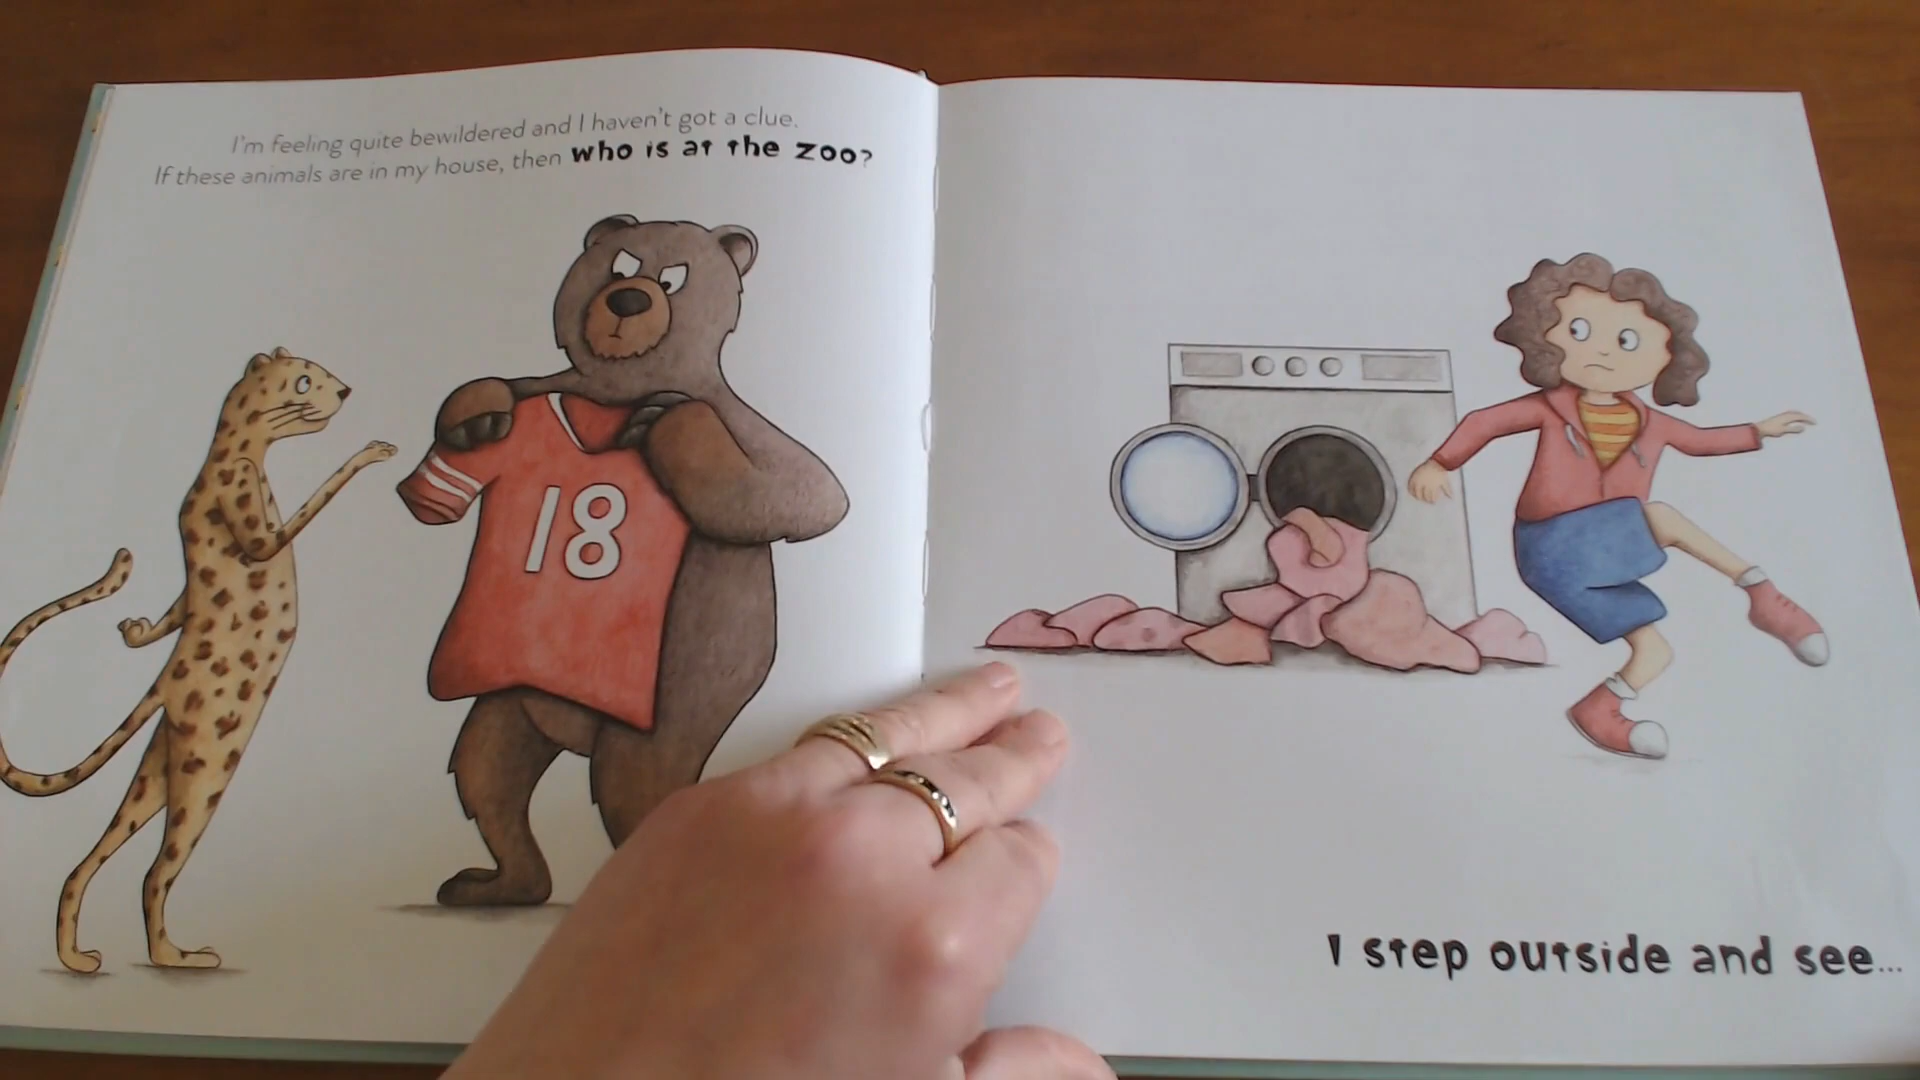 I'm feeling quite bewildered and I haven't got a clue.
If these animals are in my house, then who is at the zoo?
18
I step outside and see...